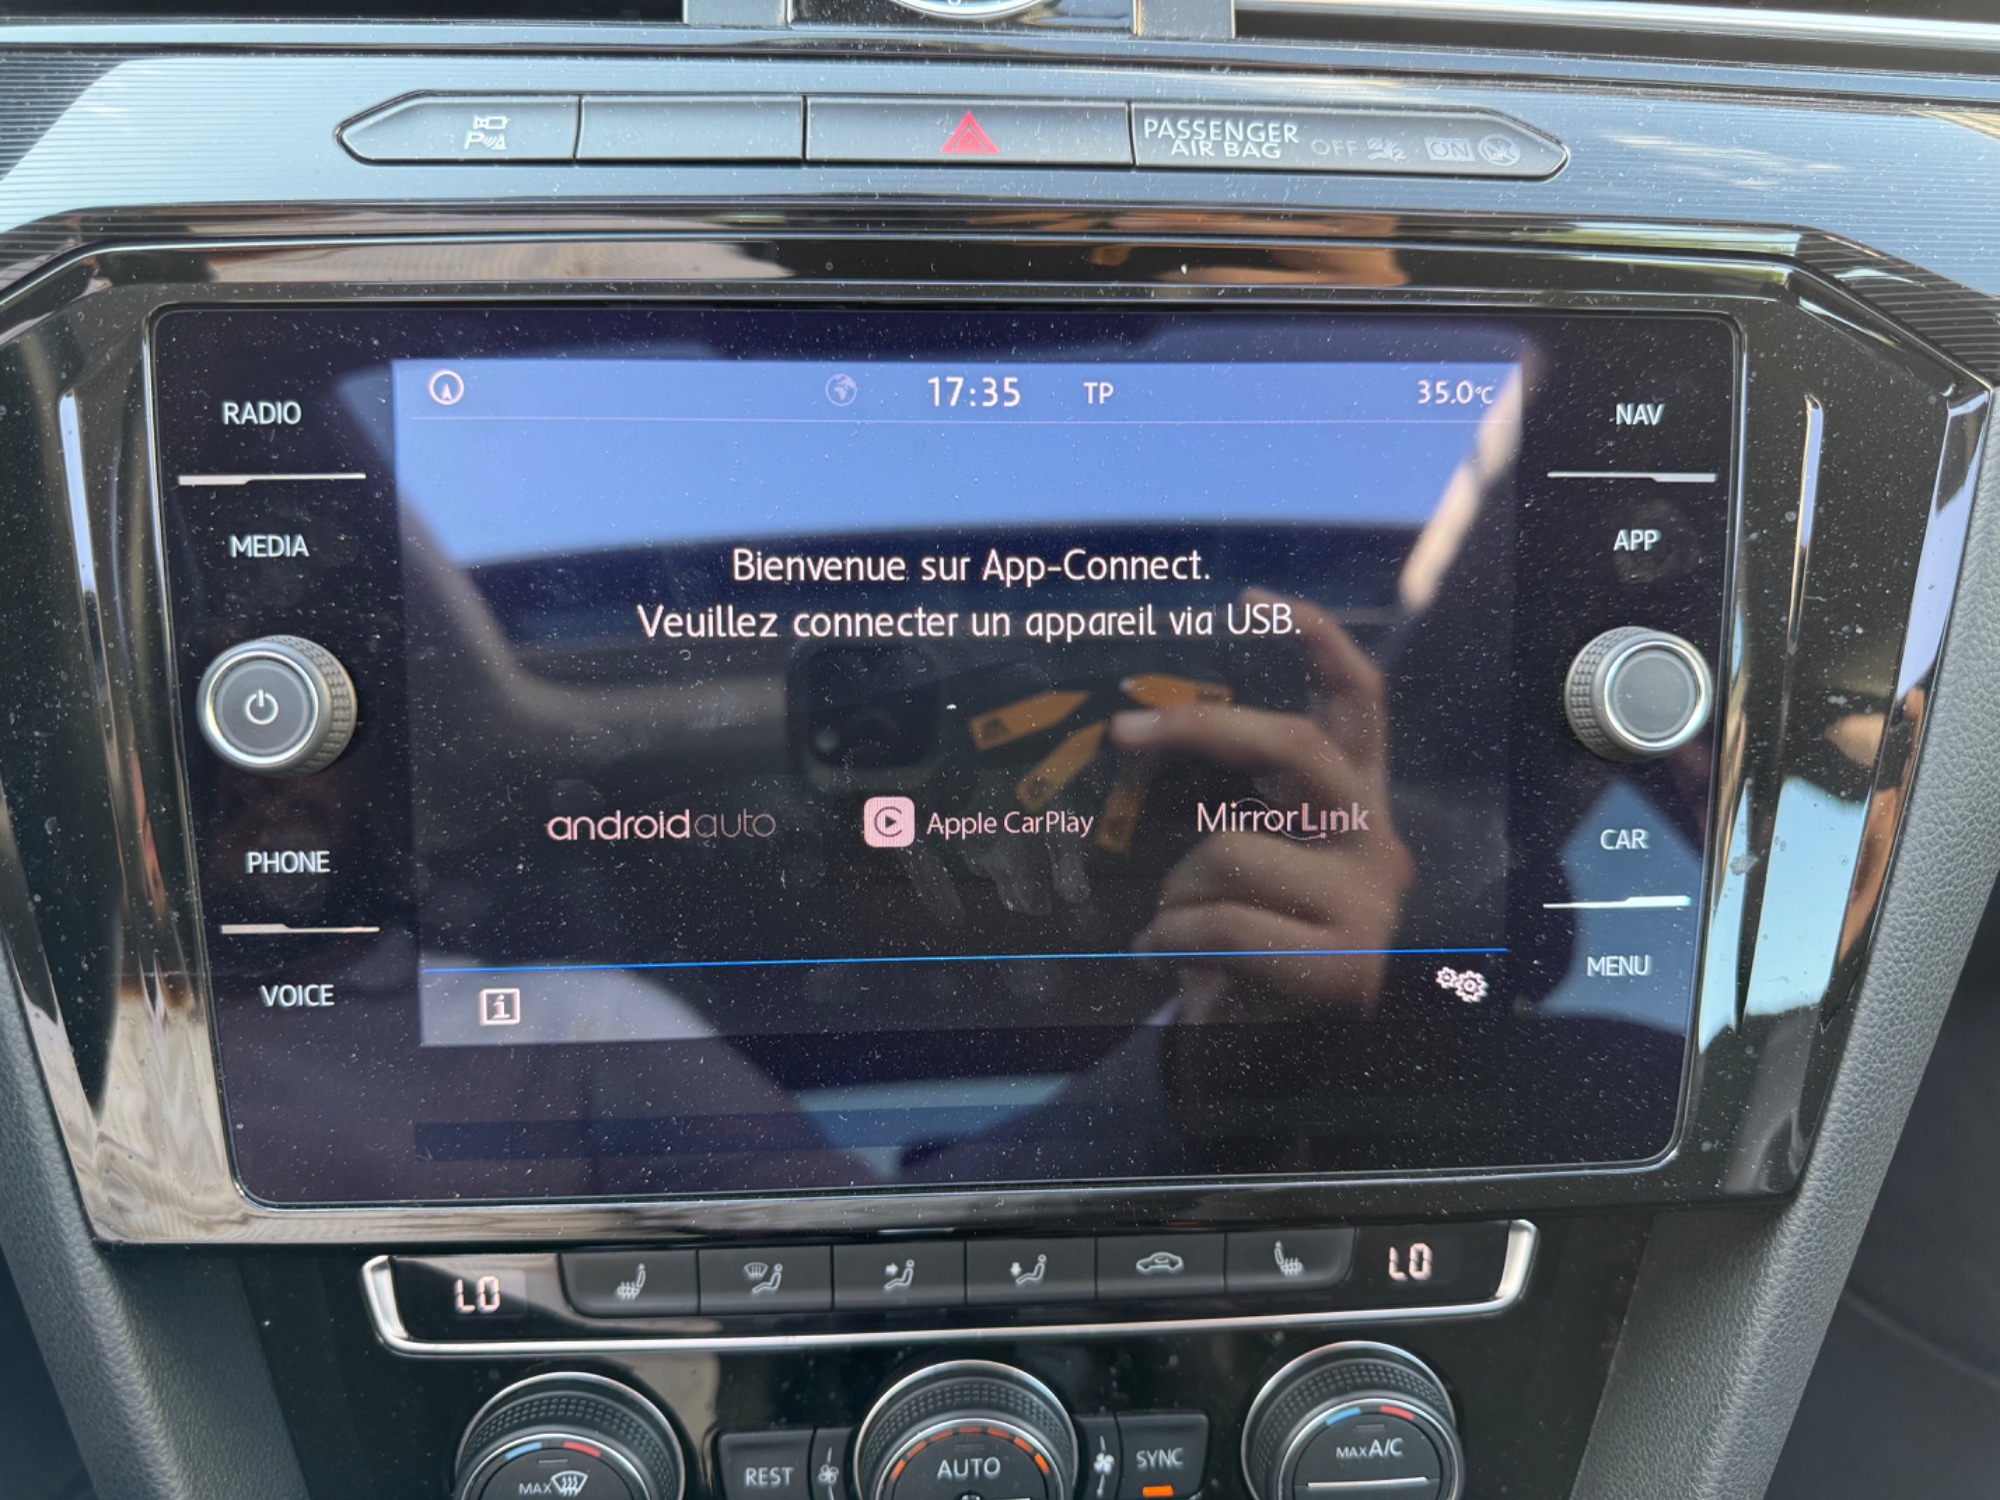 PASSENGER
AIR BAG
OFF
ON
RADIO
MEDIA
PHONE
VOICE
17:35
TP
35.0°C
Bienvenue sur App-Connect.
Veuillez connecter un appareil via USB.
androidauto
Apple CarPlay
MirrorLink
NAV
APP
CAR
MENU
LO
LO
MAX
REST
AUTO
SYNC
MAX A/C